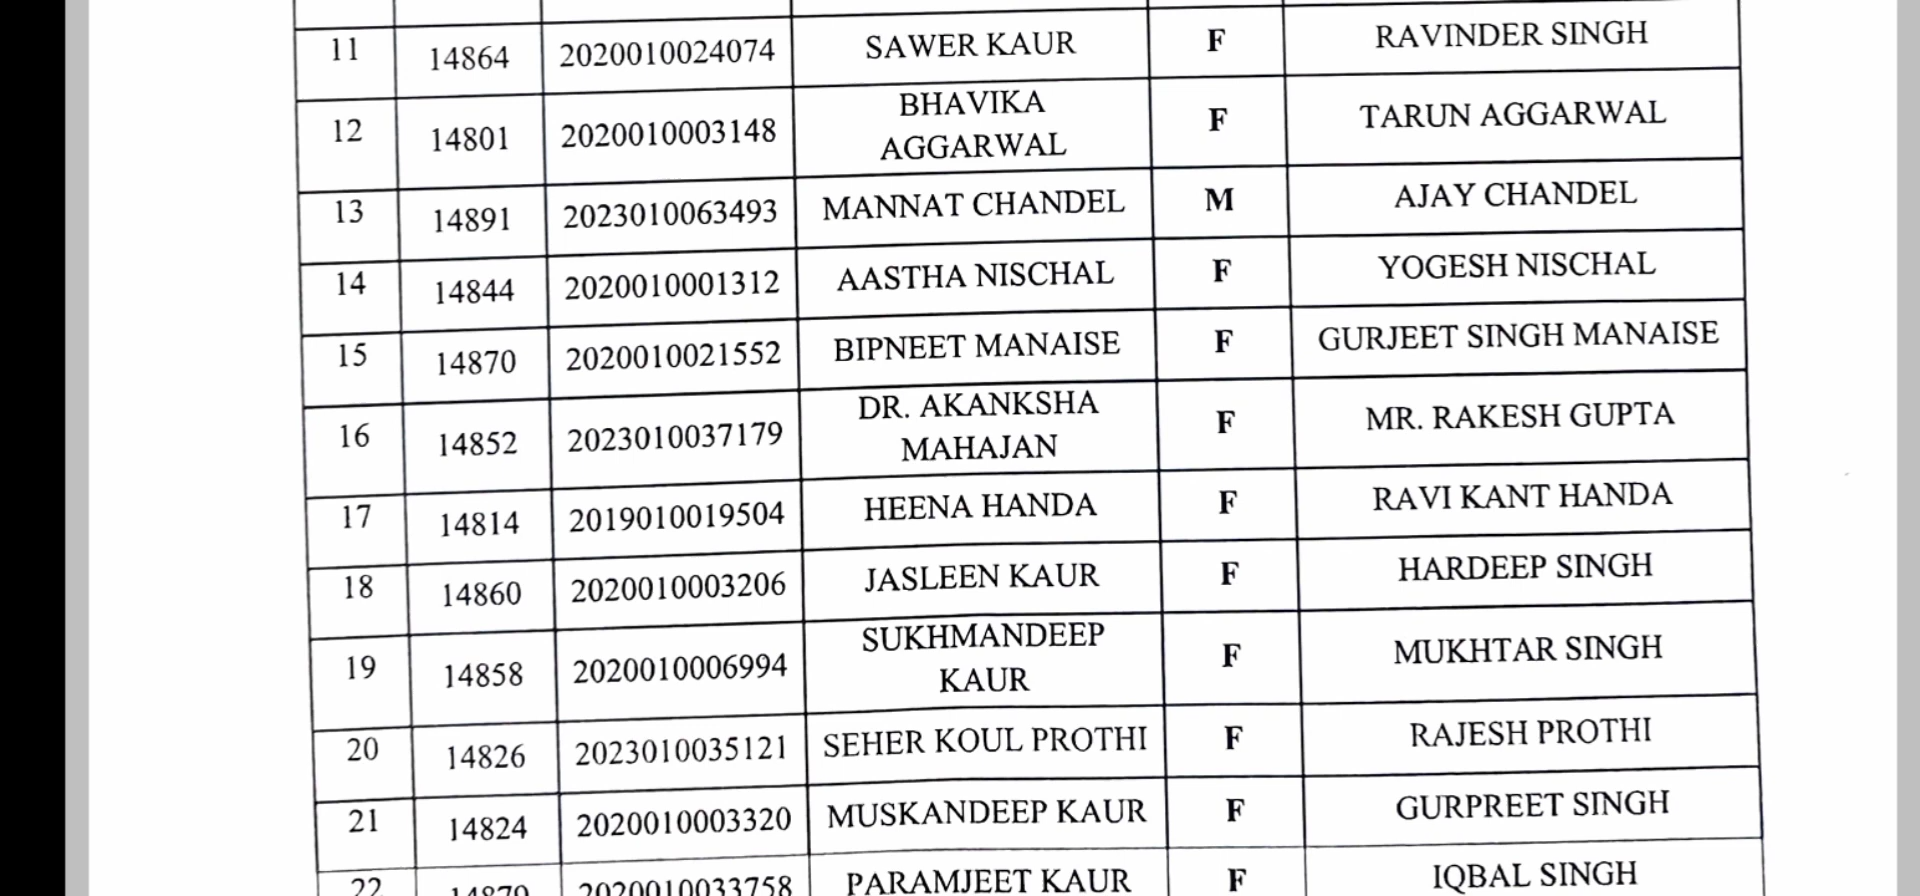 11 14864 2020010024074 SAWER KAUR F RAVINDER SINGH
12 14801 2020010003148 BHAVIKA AGGARWAL F TARUN AGGARWAL
13 14891 2023010063493 MANNAT CHANDEL M AJAY CHANDEL
14 14844 2020010001312 AASTHA NISCHAL F YOGESH NISCHAL
15 14870 2020010021552 BIPNEET MANAISE F GURJEET SINGH MANAISE
16 14852 2023010037179 DR. AKANKSHA MAHAJAN F MR. RAKESH GUPTA
17 14814 2019010019504 HEENA HANDA F RAVI KANT HANDA
18 14860 2020010003206 JASLEEN KAUR F HARDEEP SINGH
19 14858 2020010006994 SUKHMANDEEP KAUR F MUKHTAR SINGH
20 14826 2023010035121 SEHER KOUL PROTHI F RAJESH PROTHI
21 14824 2020010003320 MUSKANDEEP KAUR F GURPREET SINGH
22 14879 2020010033758 PARAMJEET KAUR F IQBAL SINGH